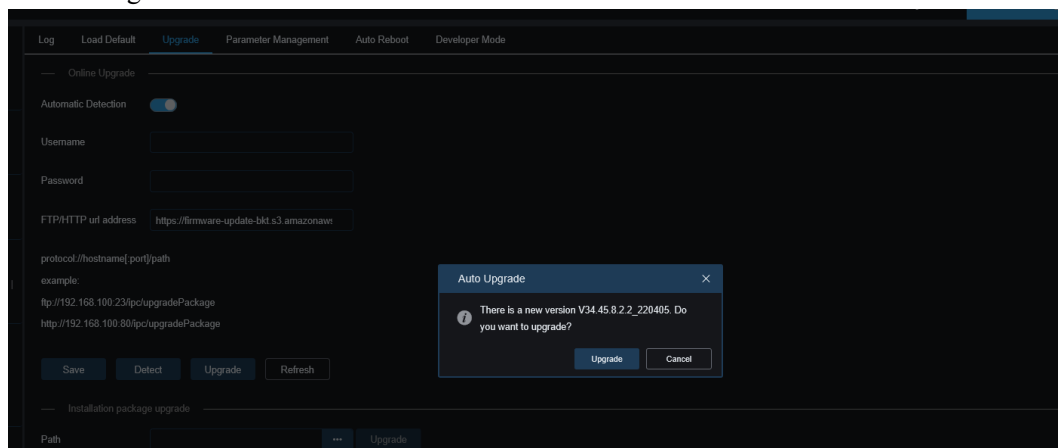 Log Load Default Upgrade Parameter Management Auto Reboot Developer Mode
Online Upgrade
Automatic Detection
Username
Password
FTP/HTTP url address https://firmware-update-bkt.s3.amazonaws
protocol://hostname[:port]/path
example:
ftp://192.168.100:23/ipc/upgradePackage
http://192.168.100:80/ipc/upgradePackage
Auto Upgrade
There is a new version V34.45.8.2.2_220405. Do
you want to upgrade?
Upgrade Cancel
Save Detect Upgrade Refresh
Installation package upgrade
Path ... Upgrade